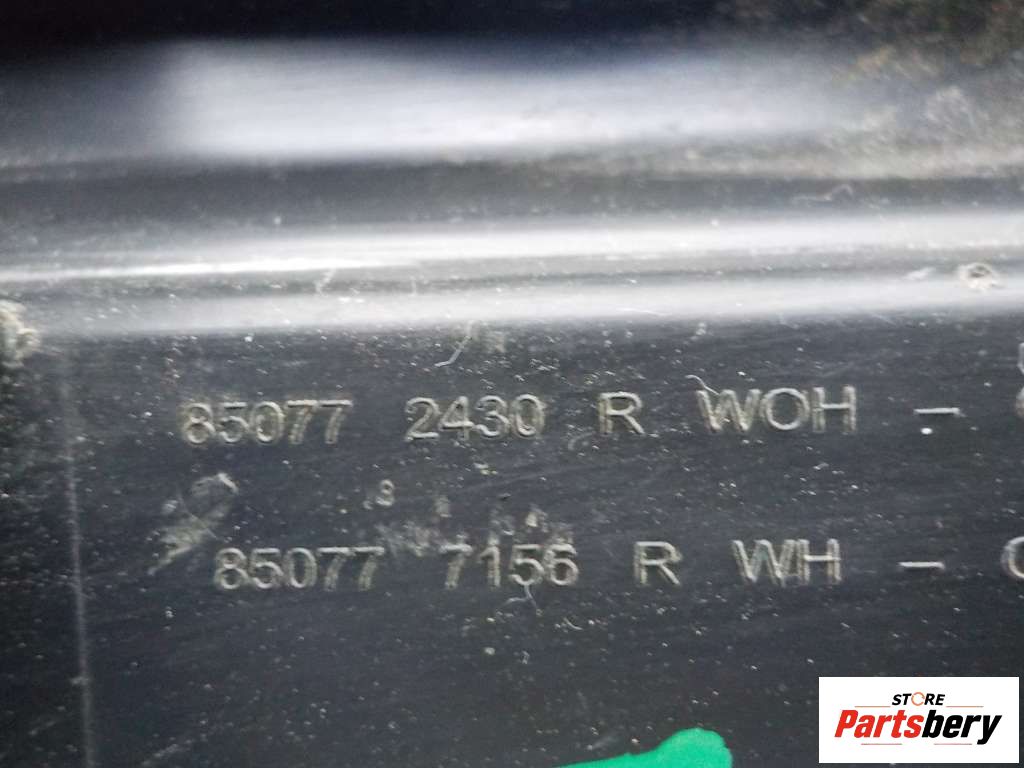 85077 2430 R WOH -
85077 7156 R WH -
STORE
Partsbery